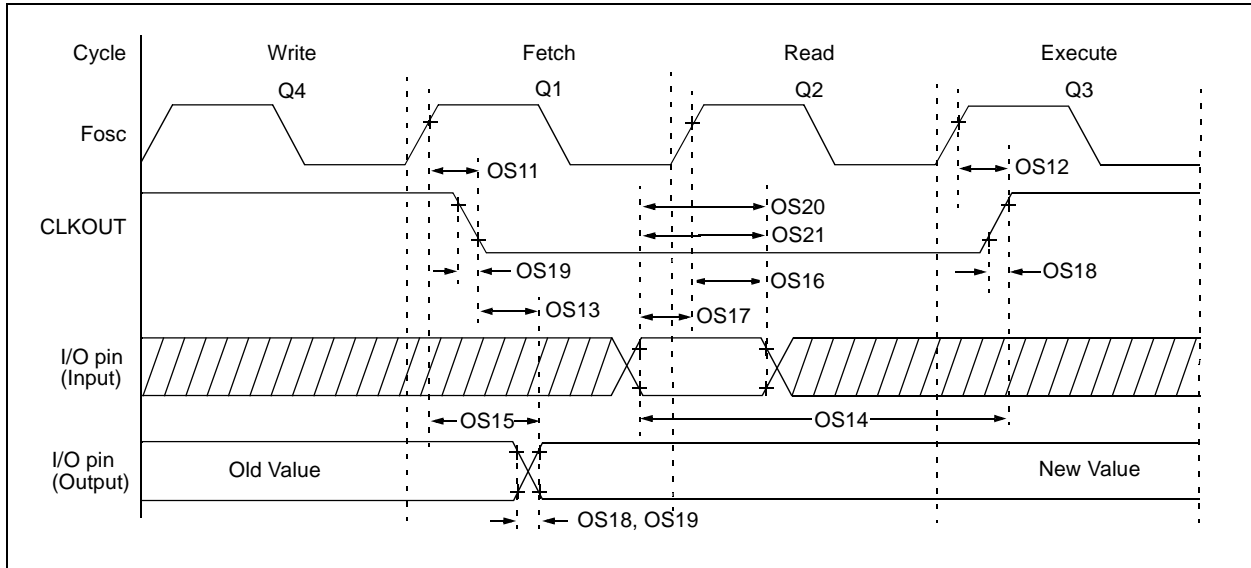 Cycle Write Fetch Read Execute
Q4 Q1 Q2 Q3
Fosc
OS11 OS12
OS20
CLKOUT
OS21
OS19 OS18
OS16
OS13 OS17
I/O pin
(Input)
OS15 OS14
I/O pin
(Output)
Old Value New Value
OS18, OS19